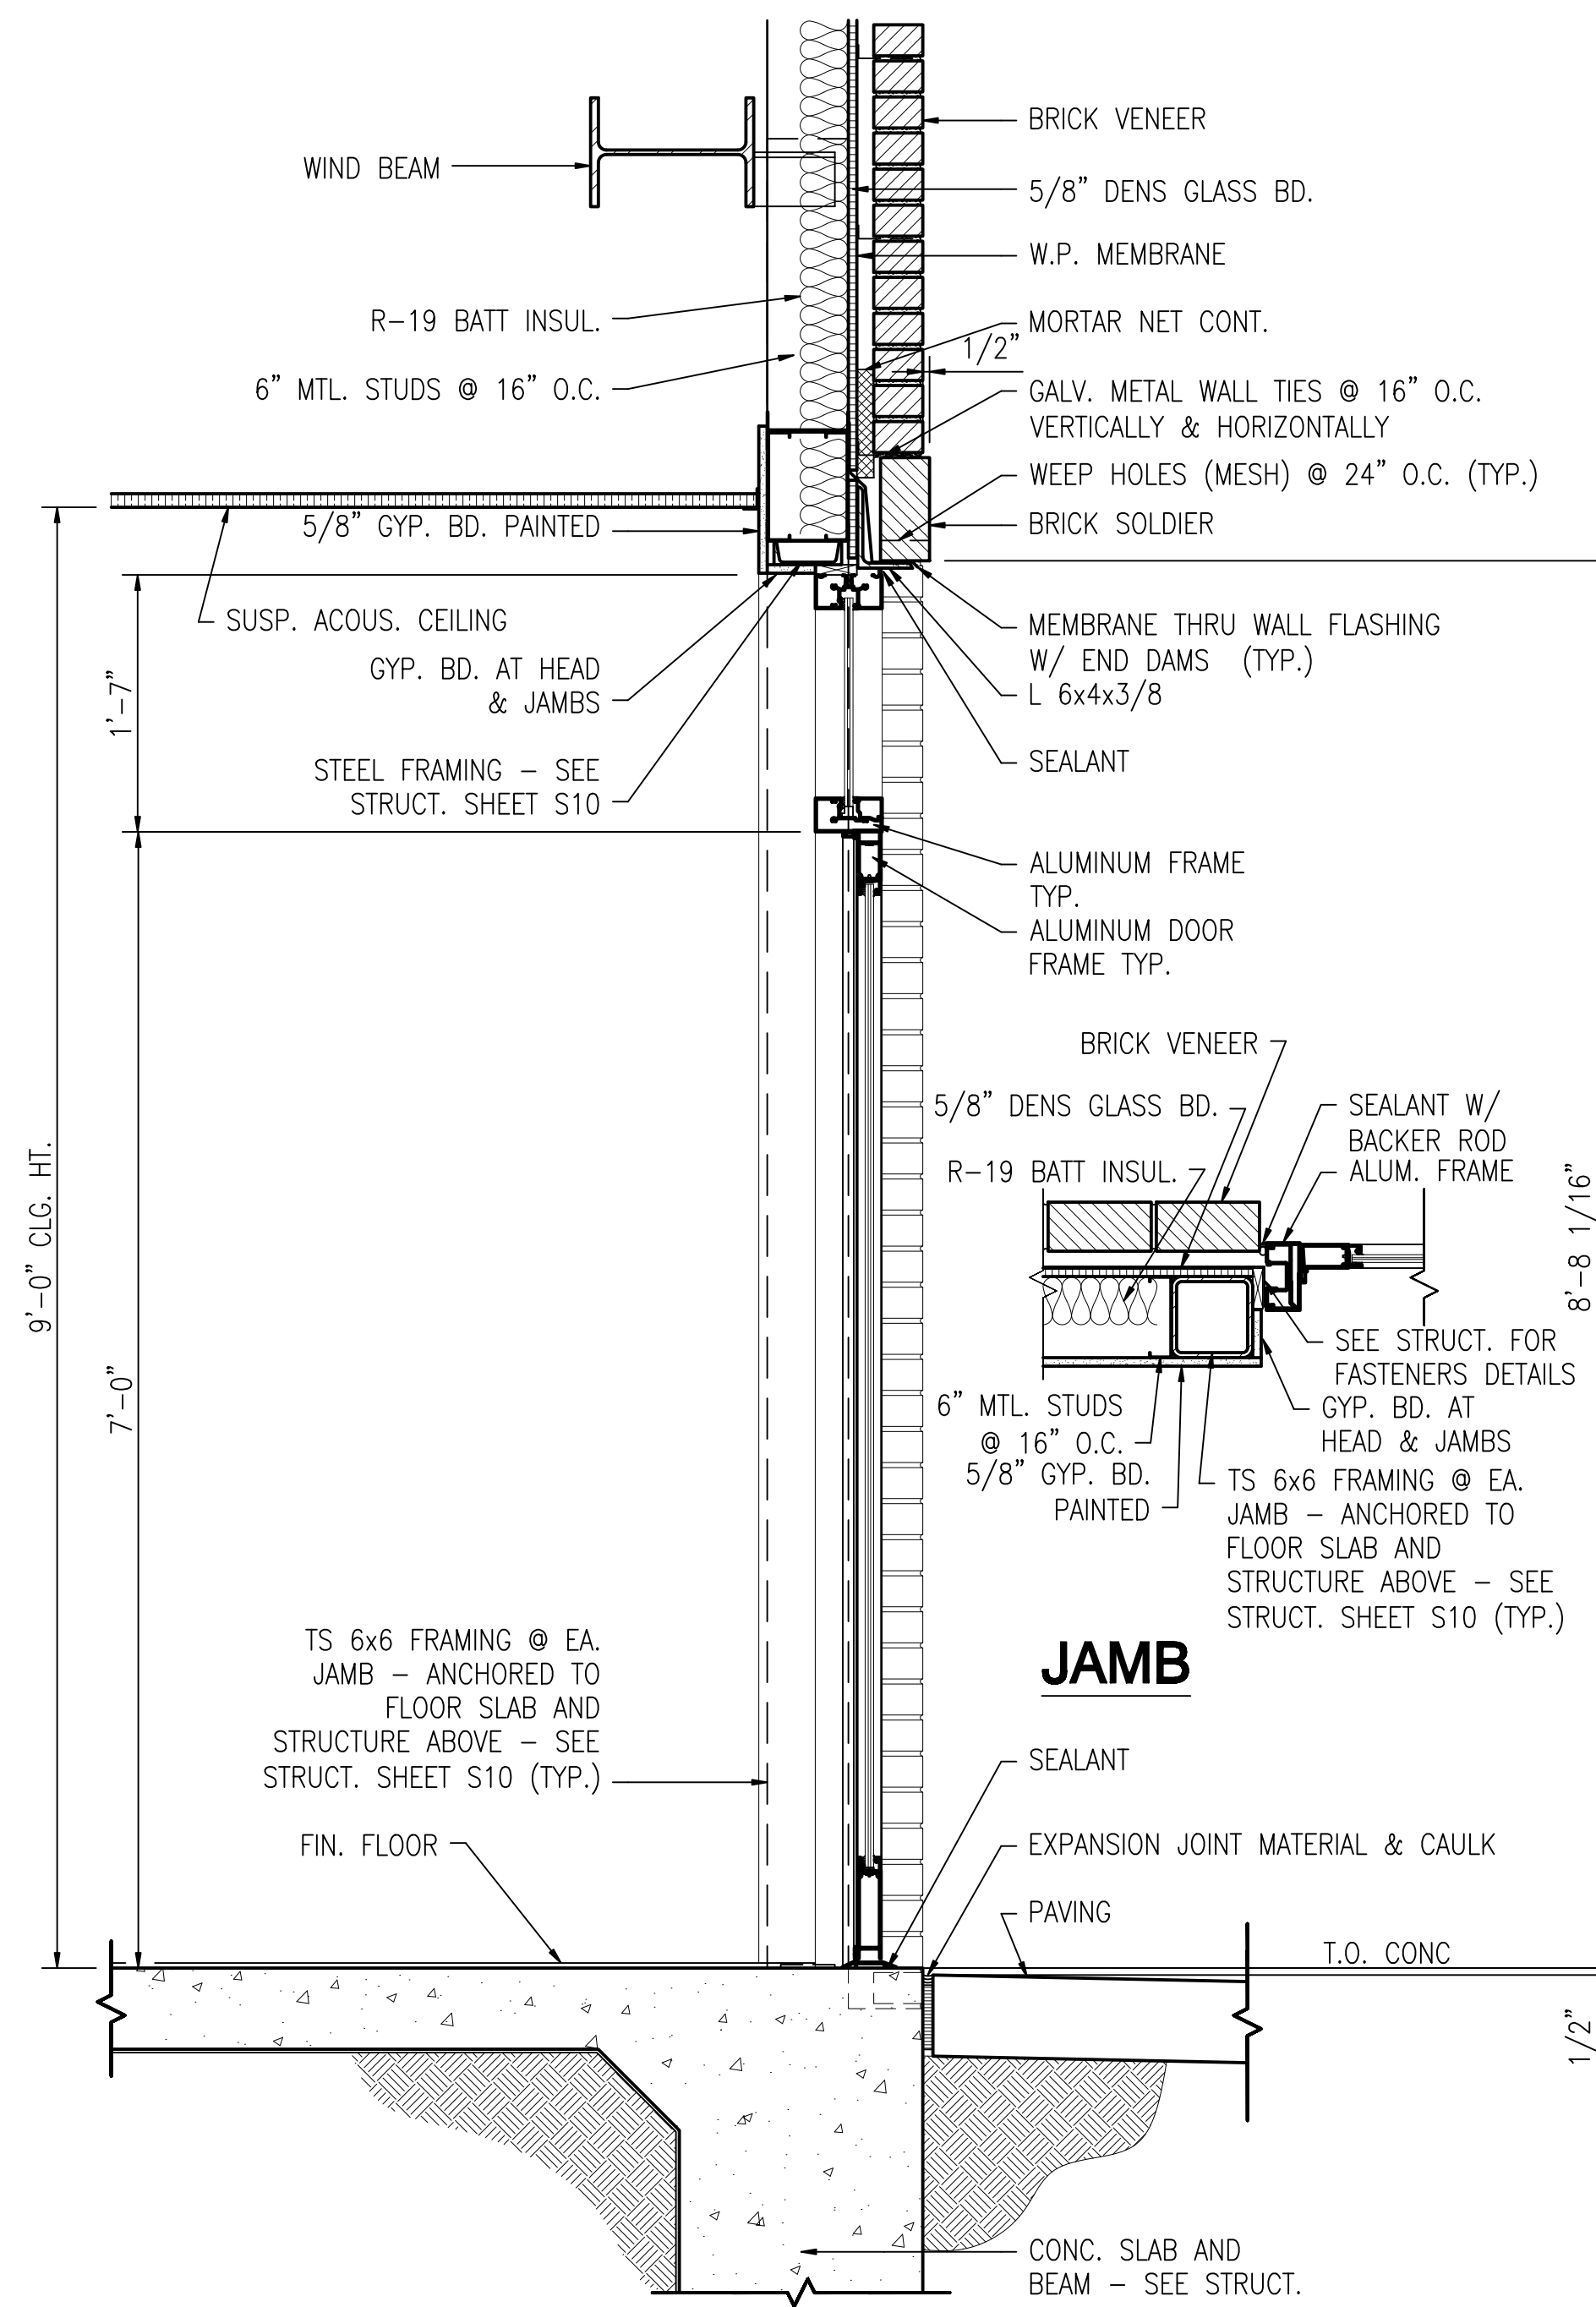 BRICK VENEER
WIND BEAM
5/8" DENS GLASS BD.
W.P. MEMBRANE
R-19 BATT INSUL.
MORTAR NET CONT.
1/2"
6" MTL. STUDS @ 16" O.C.
GALV. METAL WALL TIES @ 16" O.C.
VERTICALLY & HORIZONTALLY
WEEP HOLES (MESH) @ 24" O.C. (TYP.)
5/8" GYP. BD. PAINTED
BRICK SOLDIER
SUSP. ACOUS. CEILING
MEMBRANE THRU WALL FLASHING
W/ END DAMS (TYP.)
GYP. BD. AT HEAD
& JAMBS
L 6x4x3/8
1'-7"
STEEL FRAMING - SEE
STRUCT. SHEET S10
SEALANT
ALUMINUM FRAME
TYP.
ALUMINUM DOOR
FRAME TYP.
BRICK VENEER
5/8" DENS GLASS BD.
SEALANT W/
BACKER ROD
R-19 BATT INSUL.
ALUM. FRAME
9'-0" CLG. HT.
8'-8 1/16"
7'-0"
SEE STRUCT. FOR
FASTENERS DETAILS
6" MTL. STUDS
@ 16" O.C.
GYP. BD. AT
HEAD & JAMBS
5/8" GYP. BD.
PAINTED
TS 6x6 FRAMING @ EA.
JAMB - ANCHORED TO
FLOOR SLAB AND
STRUCTURE ABOVE - SEE
STRUCT. SHEET S10 (TYP.)
JAMB
TS 6x6 FRAMING @ EA.
JAMB - ANCHORED TO
FLOOR SLAB AND
STRUCTURE ABOVE - SEE
STRUCT. SHEET S10 (TYP.)
SEALANT
FIN. FLOOR
EXPANSION JOINT MATERIAL & CAULK
PAVING
T.O. CONC
1/2"
CONC. SLAB AND
BEAM - SEE STRUCT.